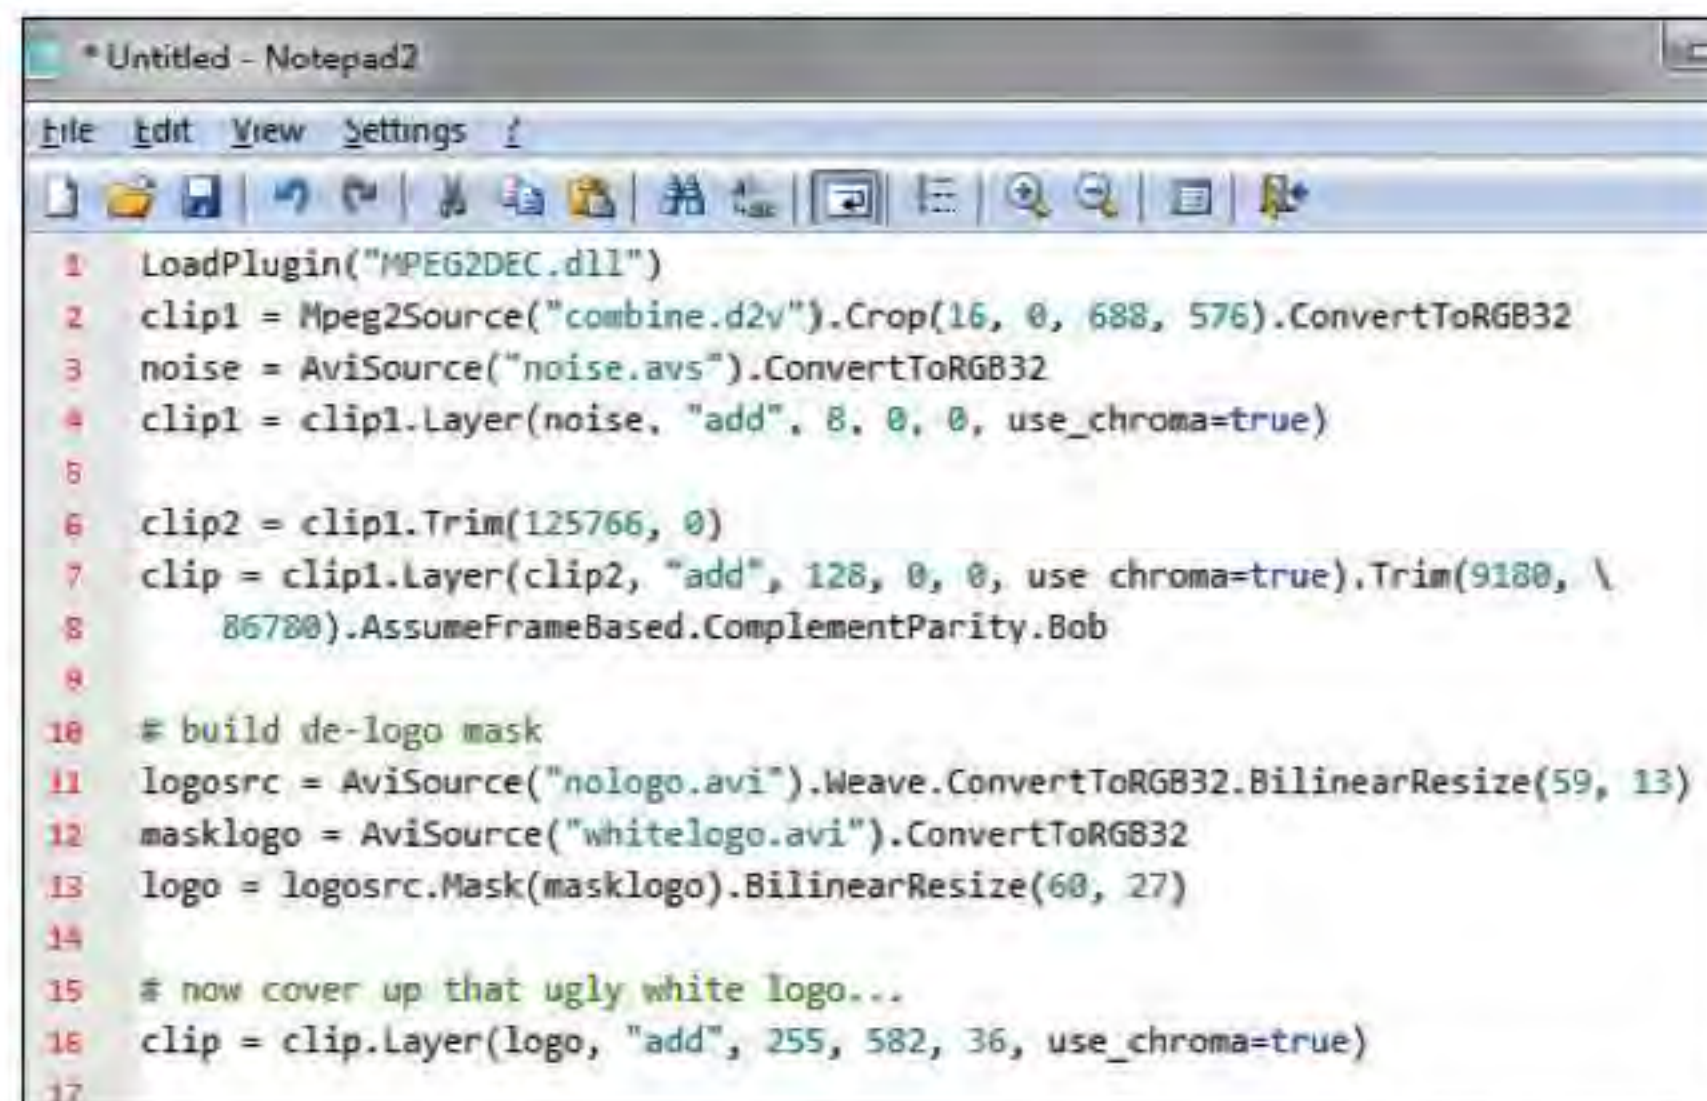 * Untitled - Notepad2
File Edit View Settings ?
1 LoadPlugin("MPEG2DEC.dll")
2 clip1 = Mpeg2Source("combine.d2v").Crop(16, 0, 688, 576).ConvertToRGB32
3 noise = AviSource("noise.avs").ConvertToRGB32
4 clip1 = clip1.Layer(noise, "add", 8, 0, 0, use_chroma=true)
5
6 clip2 = clip1.Trim(125766, 0)
7 clip = clip1.Layer(clip2, "add", 128, 0, 0, use chroma=true).Trim(9180, \
8 86780).AssumeFrameBased.ComplementParity.Bob
9
10 # build de-logo mask
11 logosrc = AviSource("nologo.avi").Weave.ConvertToRGB32.BilinearResize(59, 13)
12 masklogo = AviSource("whitelogo.avi").ConvertToRGB32
13 logo = logosrc.Mask(masklogo).BilinearResize(60, 27)
14
15 # now cover up that ugly white logo...
16 clip = clip.Layer(logo, "add", 255, 582, 36, use_chroma=true)
17